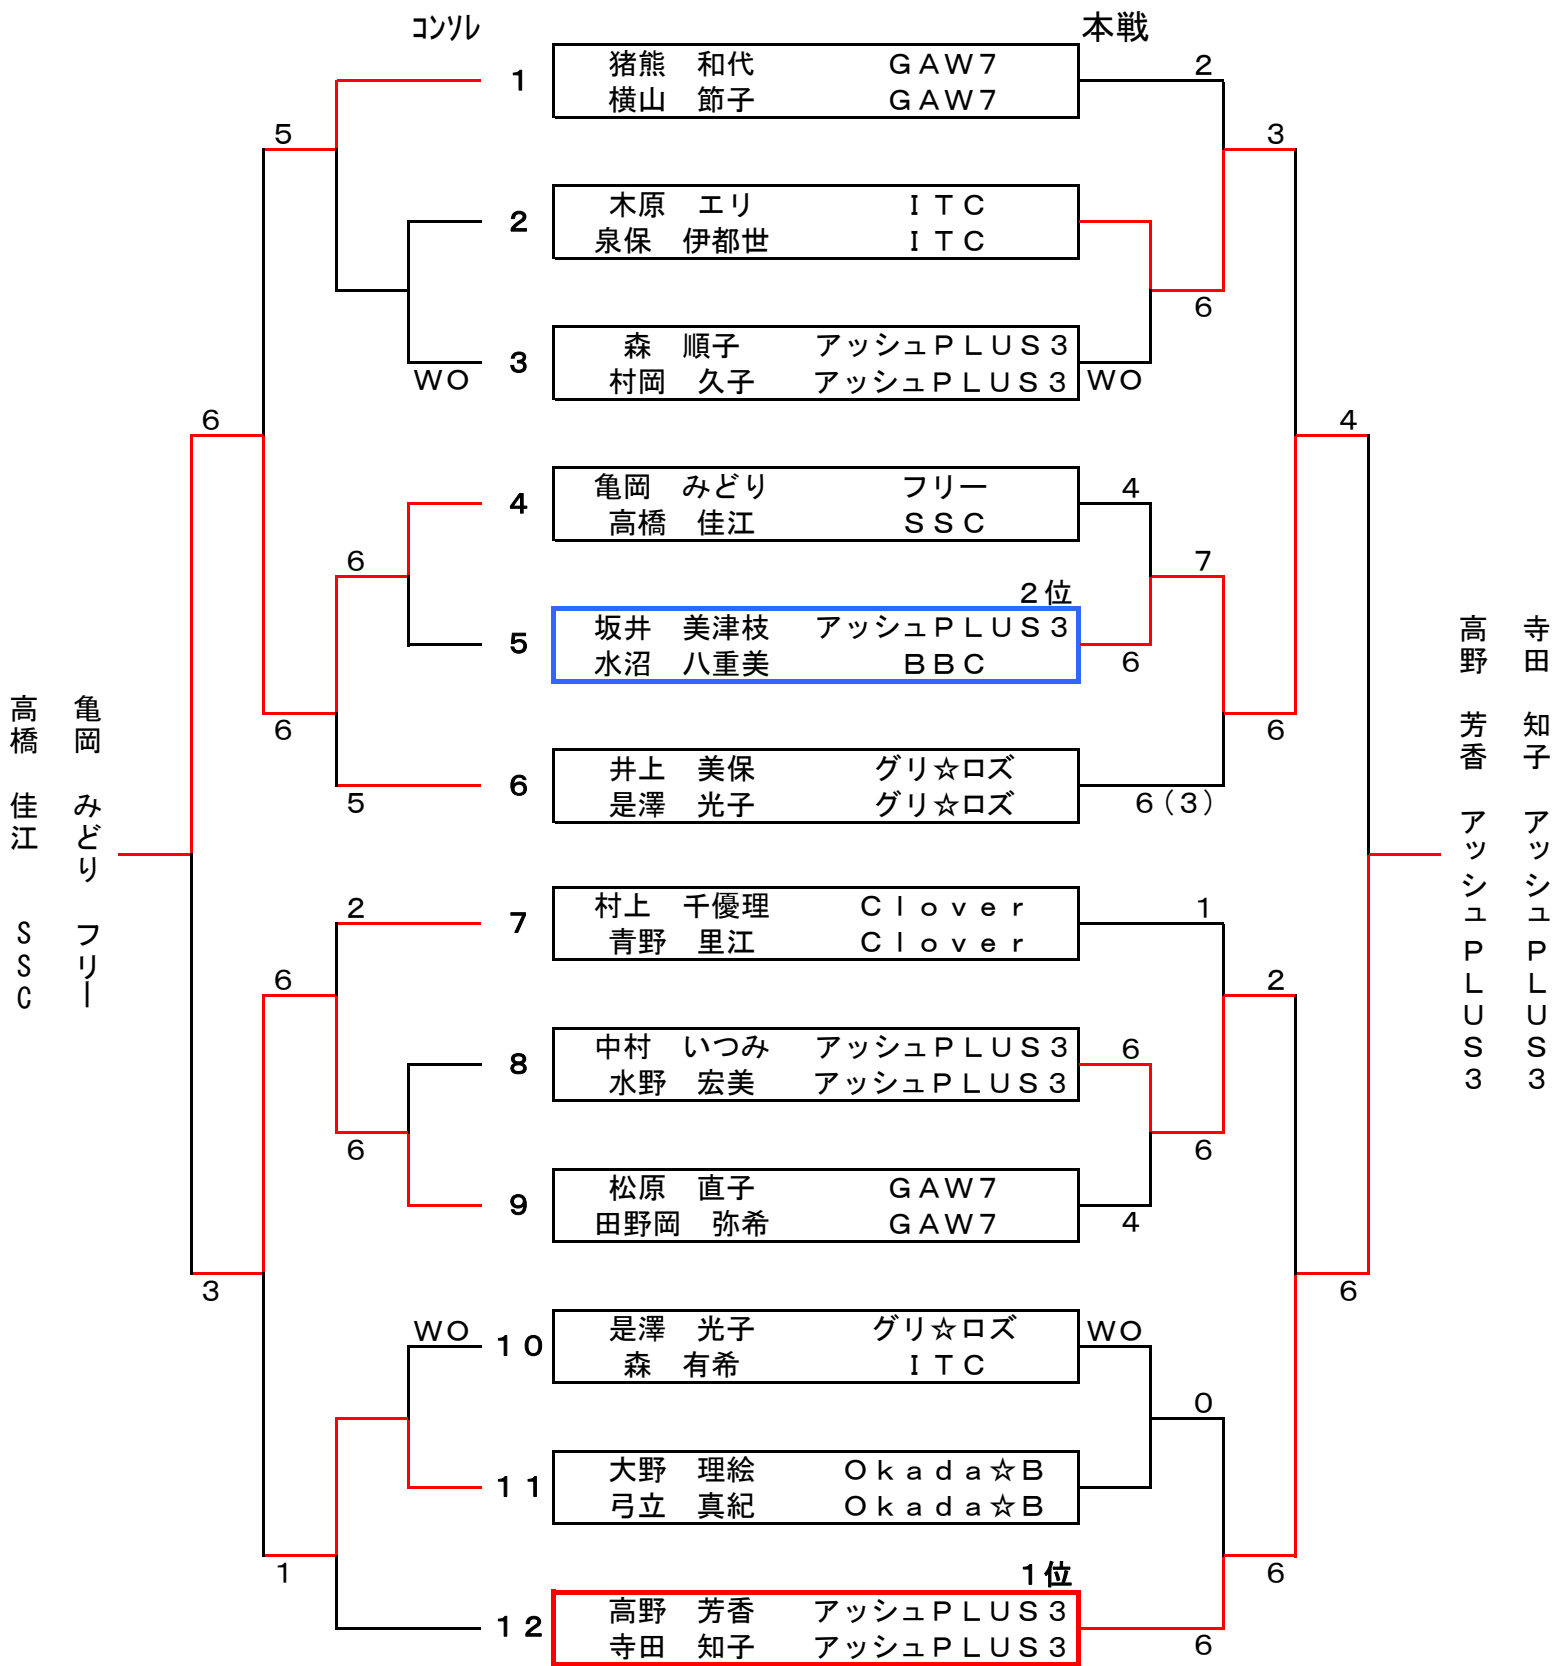 コンソレ
本戦
1
猪熊 和代 GAW7
横山 節子 GAW7
2
5
3
2
木原 エリ ITC
泉保 伊都世 ITC
6
3
森 順子 アッシュPLUS3
村岡 久子 アッシュPLUS3
WO
WO
6
4
4
亀岡 みどり フリー
高橋 佳江 SSC
4
6
7
2位
5
坂井 美津枝 アッシュPLUS3
水沼 八重美 BBC
6
6
6
6
井上 美保 グリ☆ロズ
是澤 光子 グリ☆ロズ
5
6(3)
亀岡 みどり フリー
高橋 佳江 SSC
寺田 知子 アッシュPLUS3
高野 芳香 アッシュPLUS3
2
7
村上 千優理 Clover
青野 里江 Clover
1
6
2
8
中村 いつみ アッシュPLUS3
水野 宏美 アッシュPLUS3
6
6
6
9
松原 直子 GAW7
田野岡 弥希 GAW7
4
3
6
WO
10
是澤 光子 グリ☆ロズ
森 有希 ITC
WO
0
11
大野 理絵 Okada☆B
弓立 真紀 Okada☆B
1
6
1位
12
高野 芳香 アッシュPLUS3
寺田 知子 アッシュPLUS3
6